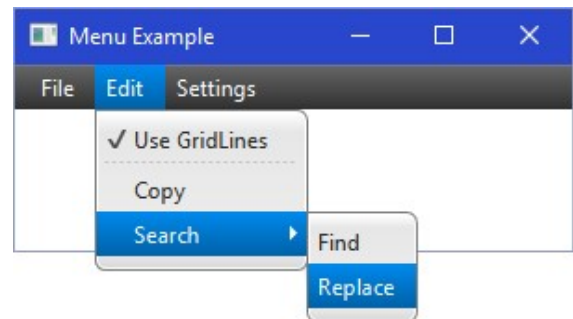 Menu Example
File Edit Settings
Use GridLines
Copy
Search
Find
Replace